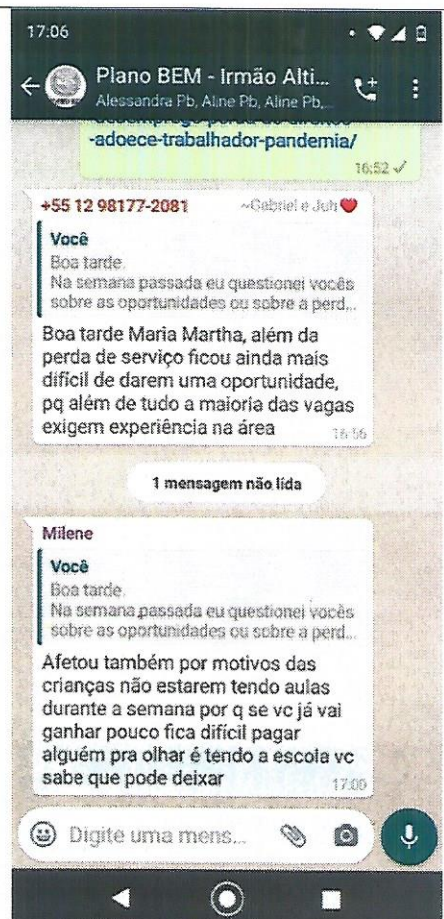 17:06
Plano BEM - Irmão Alti...
Alessandra Pb, Aline Pb, Aline Pb,...
-adoece-trabalhador-pandemia/
16:52
+55 12 98177-2081 ~Gabriel e Juh
Você
Boa tarde.
Na semana passada eu questionei vocês
sobre as oportunidades ou sobre a perd...
Boa tarde Maria Martha, além da
perda de serviço ficou ainda mais
difícil de darem uma oportunidade,
pq além de tudo a maioria das vagas
exigem experiência na área
16:56
1 mensagem não lida
Milene
Você
Boa tarde.
Na semana passada eu questionei vocês
sobre as oportunidades ou sobre a perd...
Afetou também por motivos das
crianças não estarem tendo aulas
durante a semana por q se vc já vai
ganhar pouco fica difícil pagar
alguém pra olhar é tendo a escola vc
sabe que pode deixar
17:00
Digite uma mens...